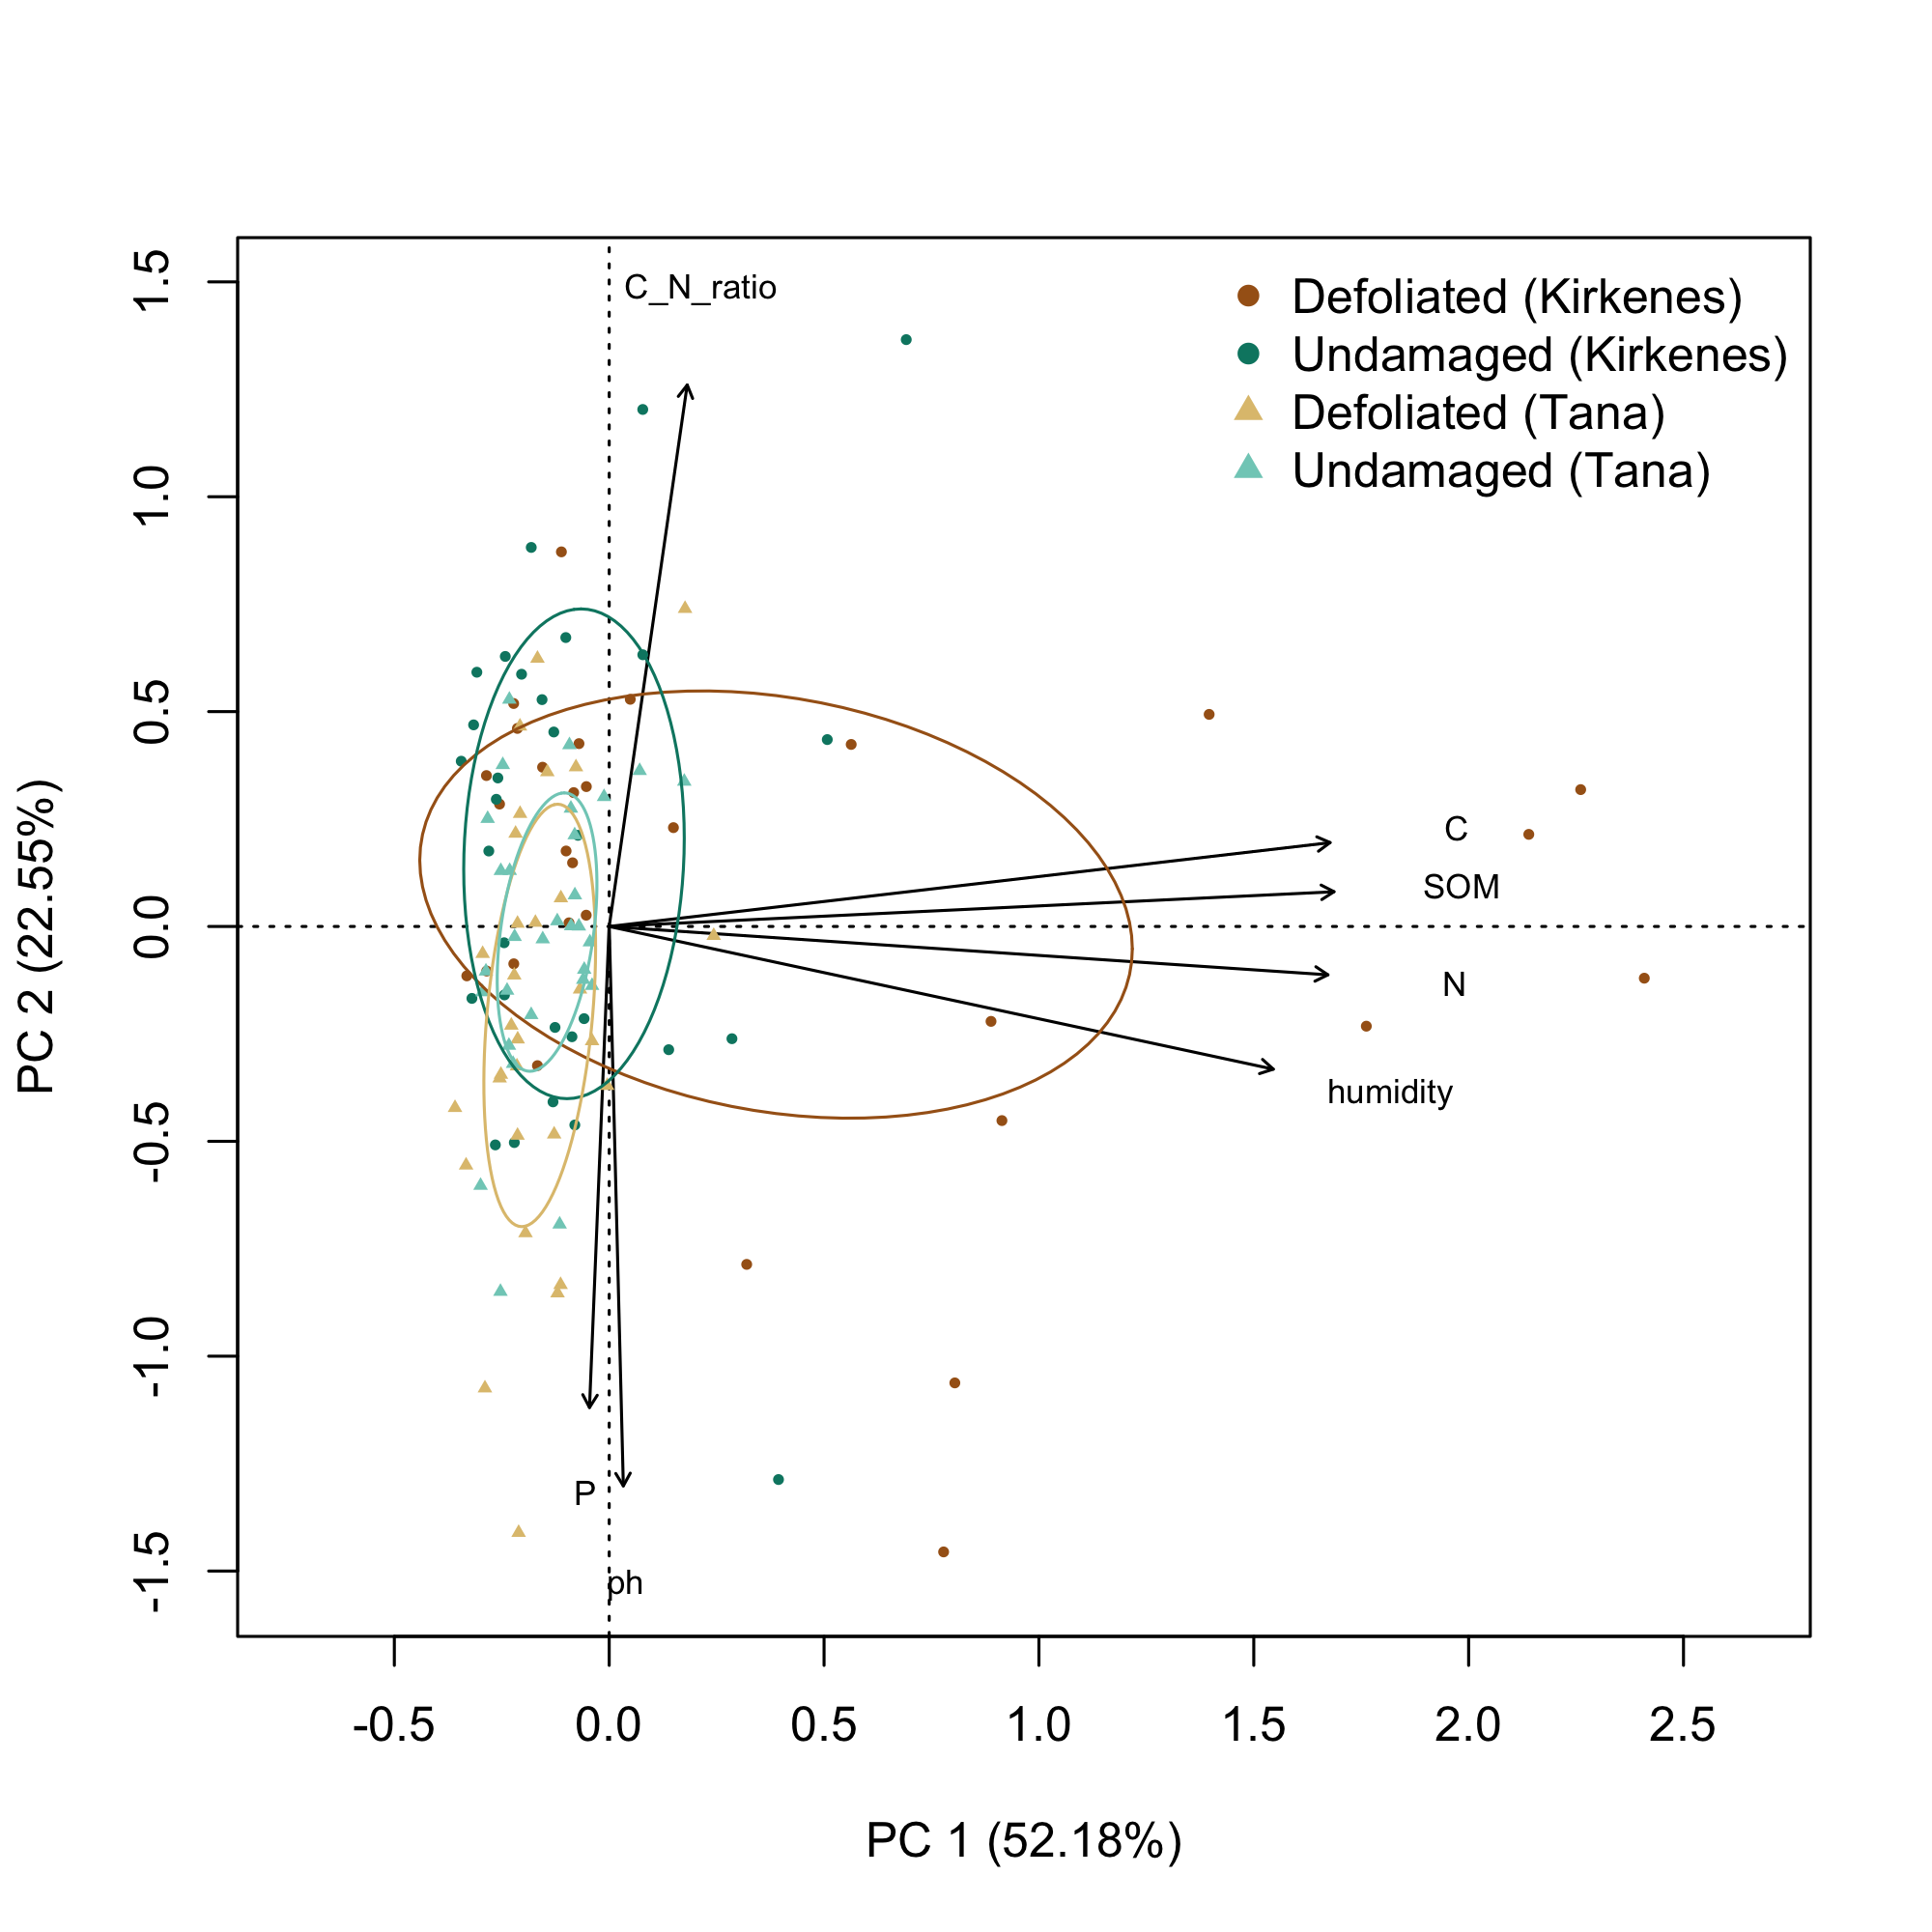 C_N_ratio
Defoliated (Kirkenes)
Undamaged (Kirkenes)
Defoliated (Tana)
Undamaged (Tana)
C
SOM
N
humidity
P
ph
1.5
1.0
0.5
0.0
-0.5
-1.0
-1.5
PC 2 (22.55%)
-0.5 0.0 0.5 1.0 1.5 2.0 2.5
PC 1 (52.18%)